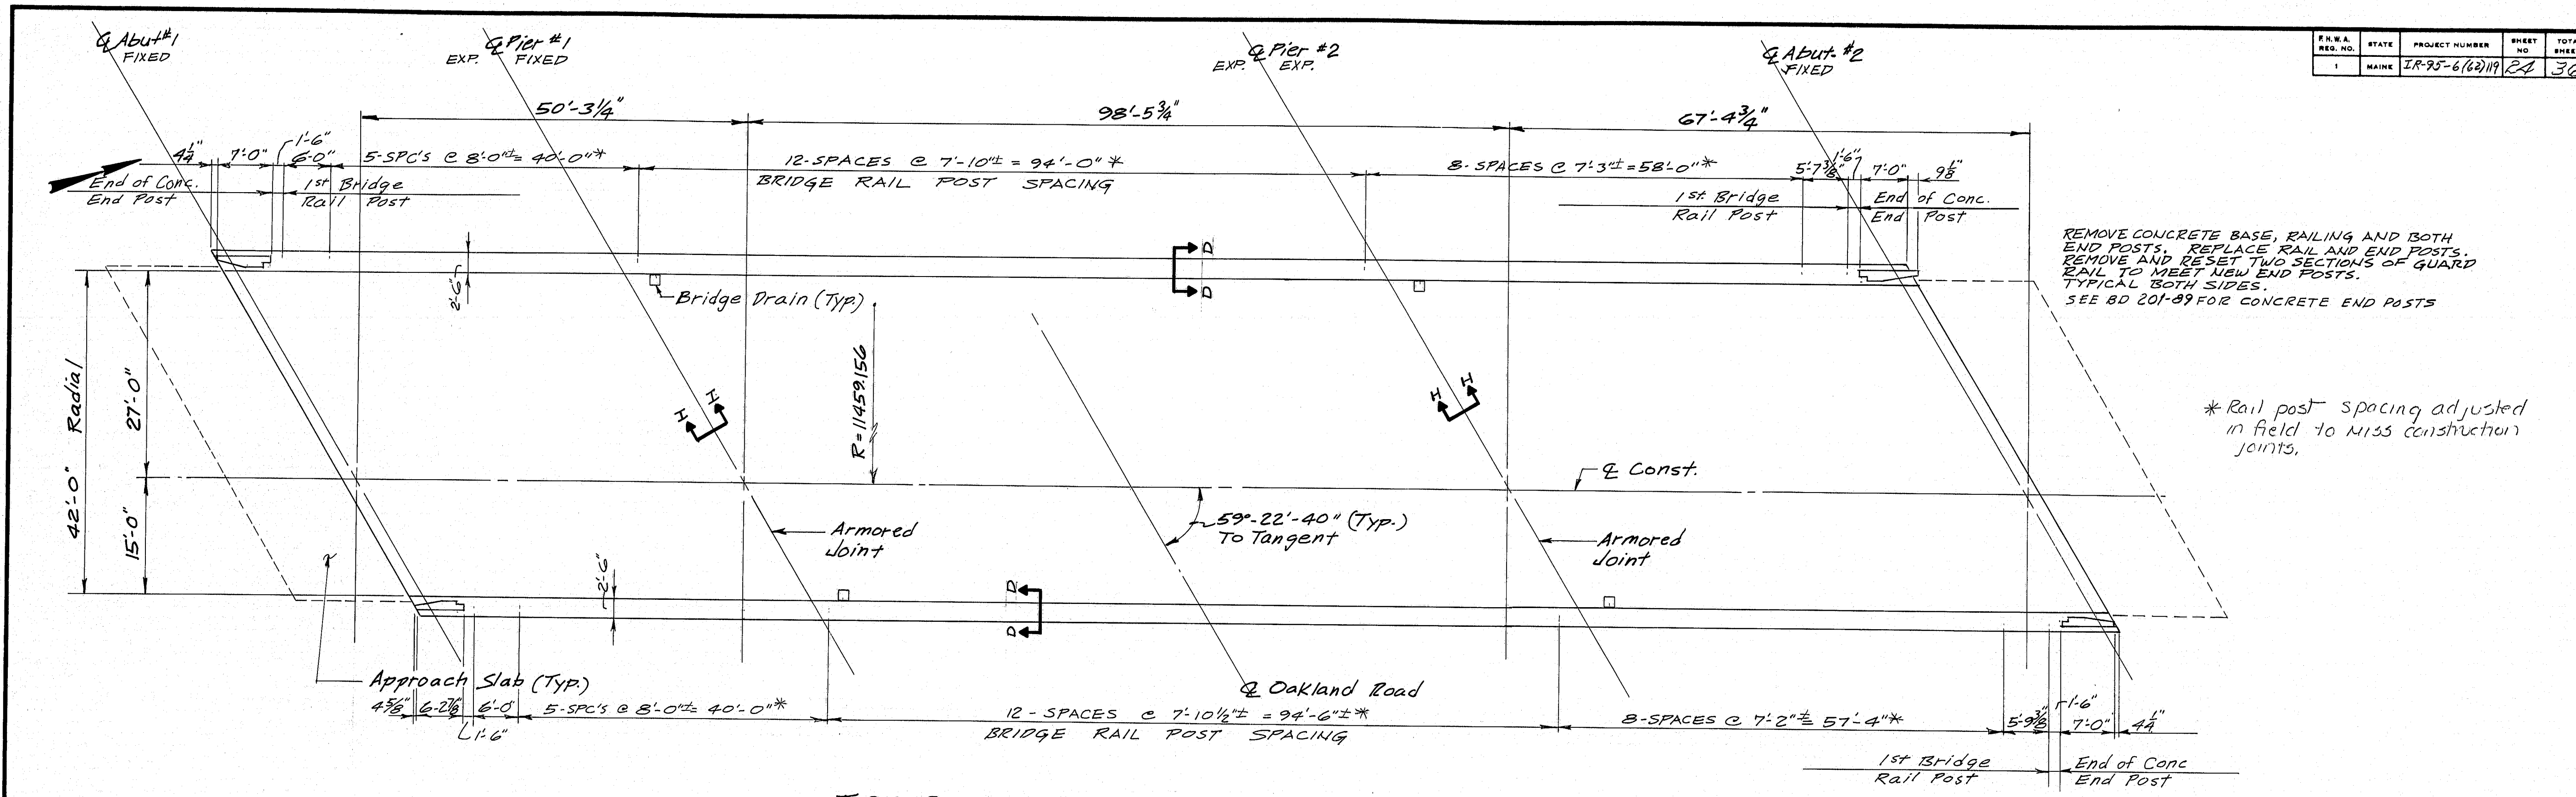 F.H.W.A. REG. NO. STATE PROJECT NUMBER SHEET NO
1 MAINE IR-95-6(62)119 24 36
℄ Abut #1
FIXED
℄ Pier #1
EXP. FIXED
℄ Pier #2
EXP. EXP.
℄ Abut. #2
FIXED
50'-3¼" 98'-5¾" 67'-4¾"
4¼" 7'-0" 1'-6" 6'-0" 5-SPC'S @ 8'-0"± = 40'-0"*
12-SPACES @ 7'-10"± = 94'-0" *
BRIDGE RAIL POST SPACING
8-SPACES @ 7'-3"± = 58'-0"*
5'-7⅜" 1'-6" 7'-0" 9⅛"
End of Conc.
End Post
1st Bridge
Rail Post
1st. Bridge
Rail Post
End of Conc.
End Post
REMOVE CONCRETE BASE, RAILING AND BOTH
END POSTS. REPLACE RAIL AND END POSTS.
REMOVE AND RESET TWO SECTIONS OF GUARD
RAIL TO MEET NEW END POSTS.
TYPICAL BOTH SIDES.
SEE BD 201-89 FOR CONCRETE END POSTS
D
D
2'-6"
Bridge Drain (Typ.)
42'-0" Radial
27'-0"
15'-0"
R=11459.156
I I
H H
* Rail post spacing adjusted
in field to miss construction
joints.
℄ Const.
59°-22'-40" (Typ.)
To Tangent
Armored
Joint
Armored
Joint
2'-6"
D
D
Approach Slab (Typ.)
℄ Oakland Road
4⅝" 6-2⅞" 1'-6" 6'-0" 5-SPC'S @ 8'-0"± = 40'-0"*
12-SPACES @ 7'-10½"± = 94'-6"±*
BRIDGE RAIL POST SPACING
8-SPACES @ 7'-2"± = 57'-4"*
5'-9⅜" 1'-6" 7'-0" 4¼"
1st Bridge
Rail Post
End of Conc
End Post